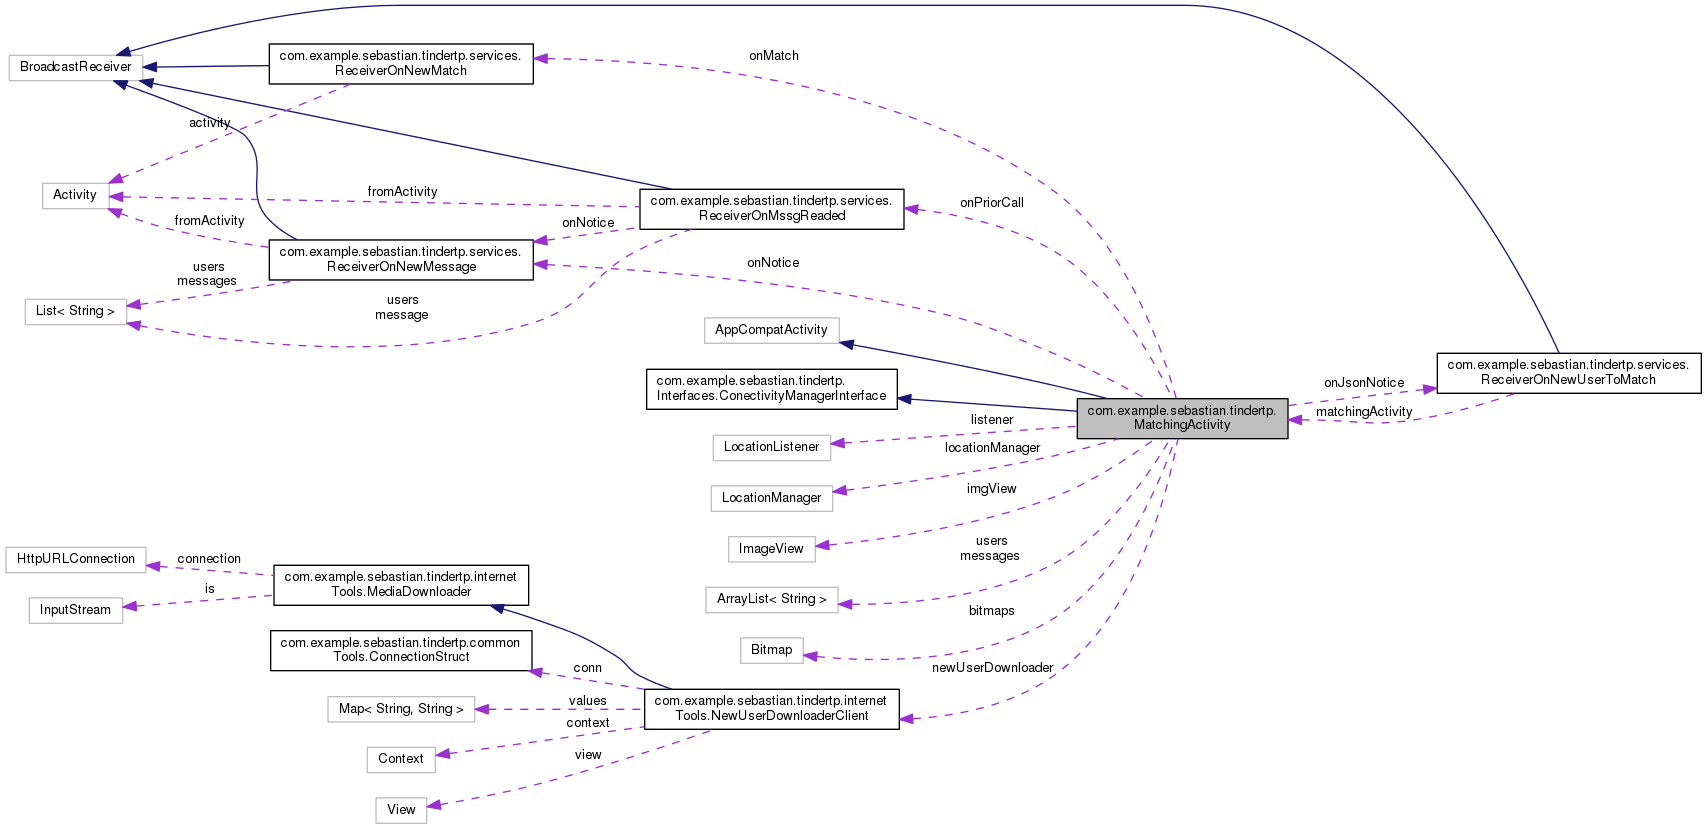 onMatch
com.example.sebastian.tindertp.services.
ReceiverOnNewMatch
BroadcastReceiver
activity
Activity
fromActivity
com.example.sebastian.tindertp.services.
ReceiverOnMssgReaded
onPriorCall
fromActivity
onNotice
com.example.sebastian.tindertp.services.
ReceiverOnNewMessage
onNotice
users
messages
List< String >
users
message
AppCompatActivity
com.example.sebastian.tindertp.
Interfaces.ConectivityManagerInterface
com.example.sebastian.tindertp.services.
ReceiverOnNewUserToMatch
onJsonNotice
matchingActivity
com.example.sebastian.tindertp.
MatchingActivity
listener
LocationListener
locationManager
LocationManager
imgView
ImageView
users
messages
ArrayList< String >
bitmaps
Bitmap
newUserDownloader
HttpURLConnection
connection
com.example.sebastian.tindertp.internet
Tools.MediaDownloader
is
InputStream
com.example.sebastian.tindertp.common
Tools.ConnectionStruct
conn
com.example.sebastian.tindertp.internet
Tools.NewUserDownloaderClient
values
Map< String, String >
context
Context
view
View